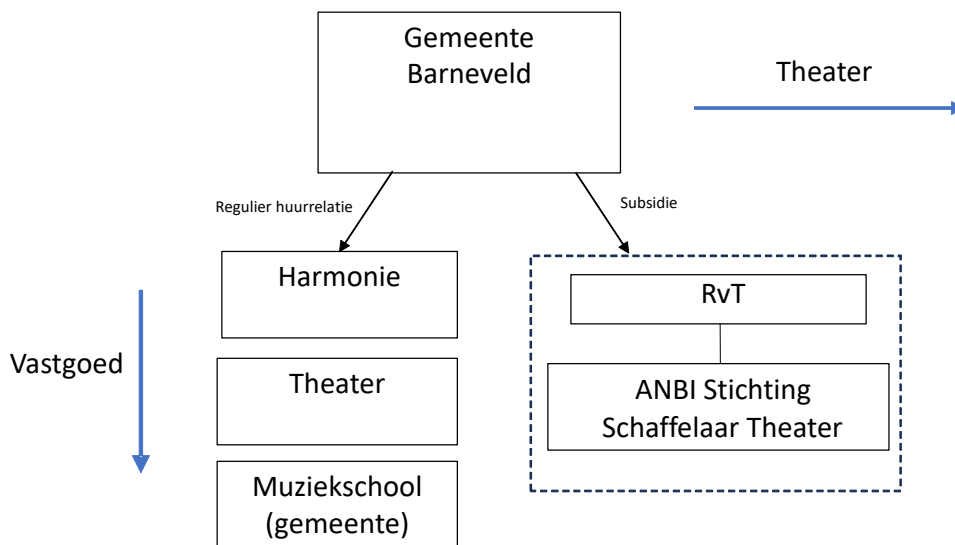 Gemeente
Barneveld
Theater
Regulier huurrelatie
Subsidie
Harmonie
RvT
Vastgoed
Theater
ANBI Stichting
Schaffelaar Theater
Muziekschool
(gemeente)